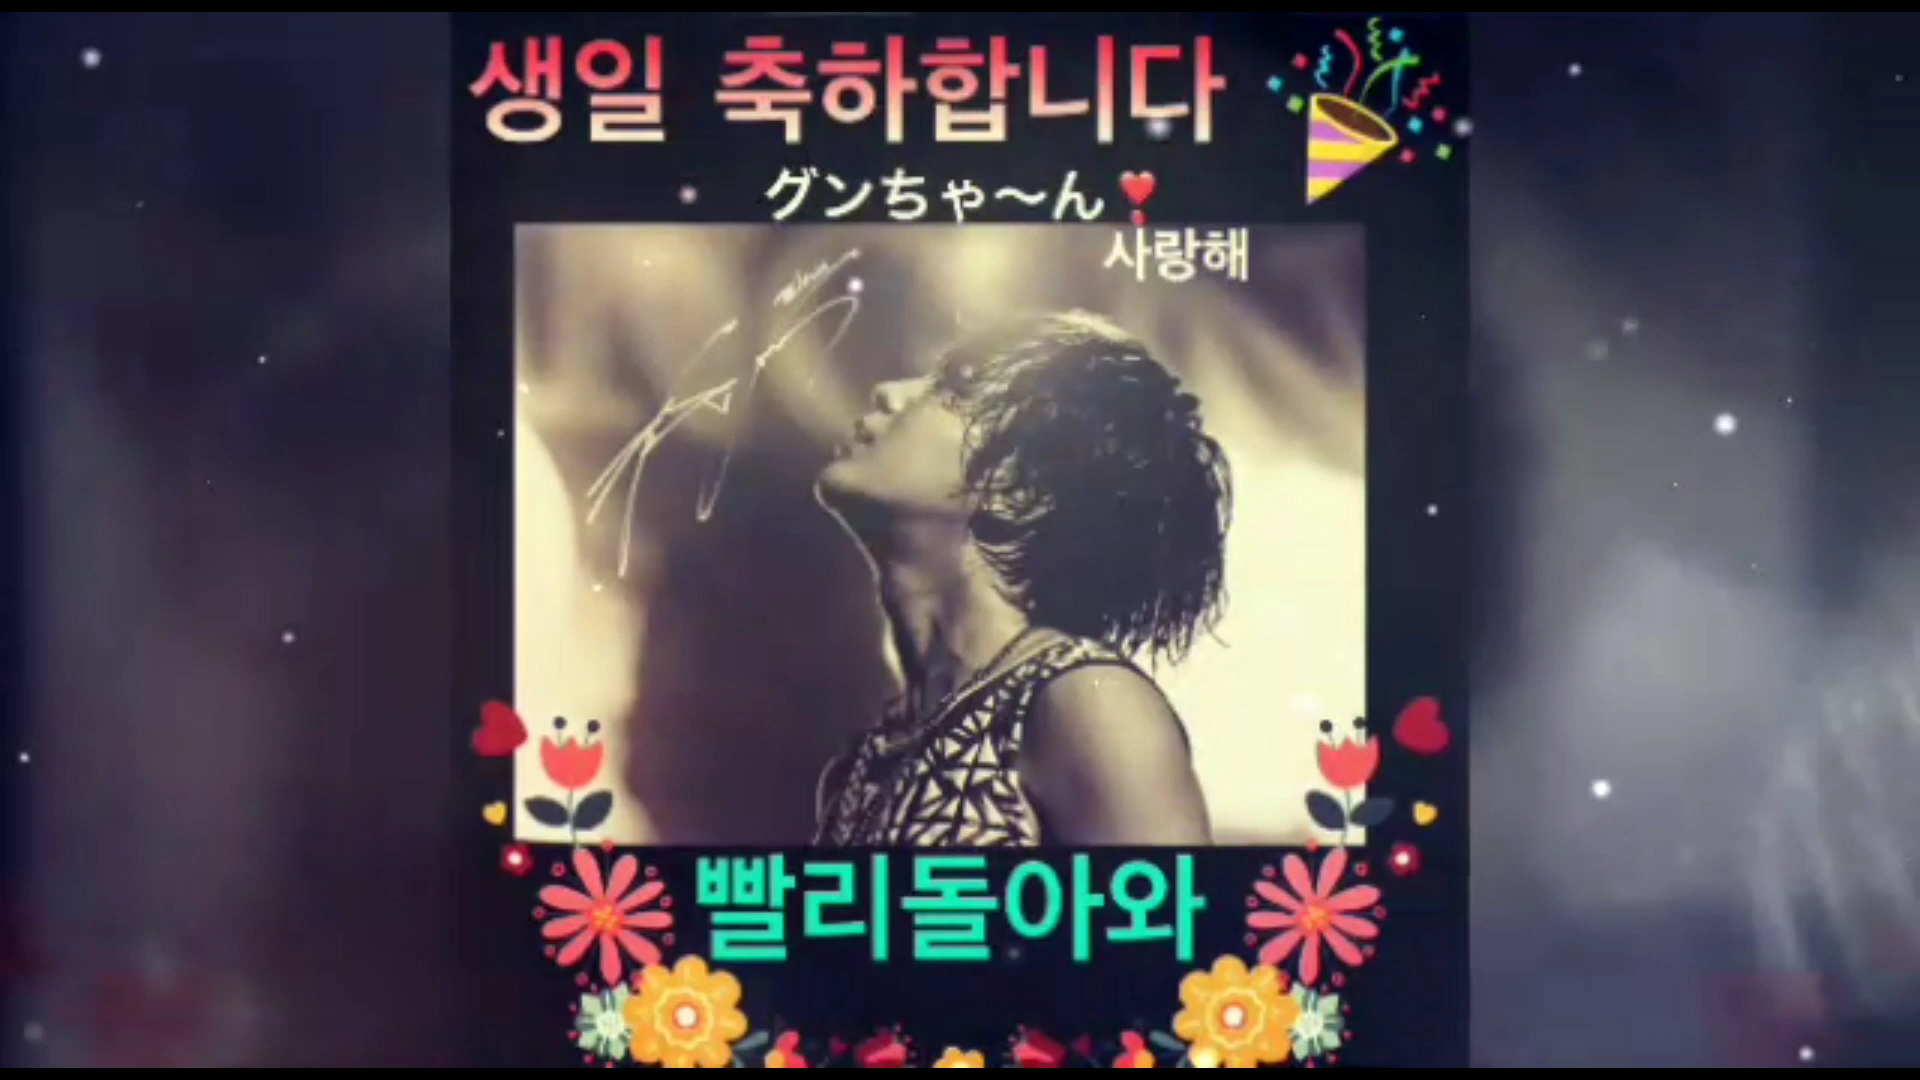 생일 축하합니다
グンちゃ～ん❣
사랑해
빨리돌아와